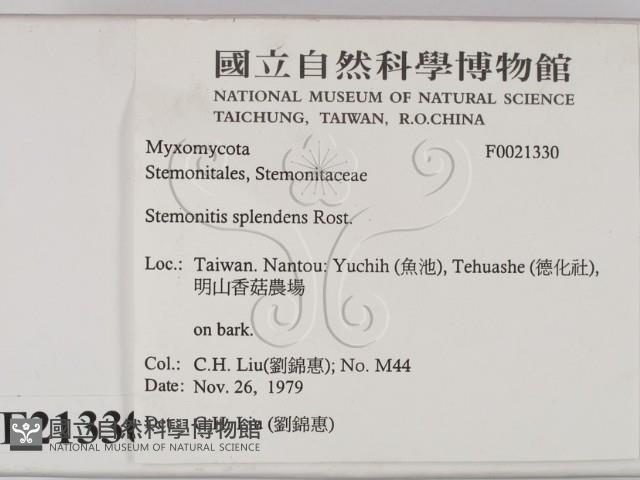 國立自然科學博物館
NATIONAL MUSEUM OF NATURAL SCIENCE
TAICHUNG, TAIWAN, R.O.CHINA
Myxomycota F0021330
Stemonitales, Stemonitaceae
Stemonitis splendens Rost.
Loc.: Taiwan. Nantou: Yuchih (魚池), Tehuashe (德化社),
明山香菇農場
on bark.
Col.: C.H. Liu(劉錦惠); No. M44
Date: Nov. 26, 1979
Det.: C.H. Liu (劉錦惠)
F21330
國立自然科學博物館
NATIONAL MUSEUM OF NATURAL SCIENCE